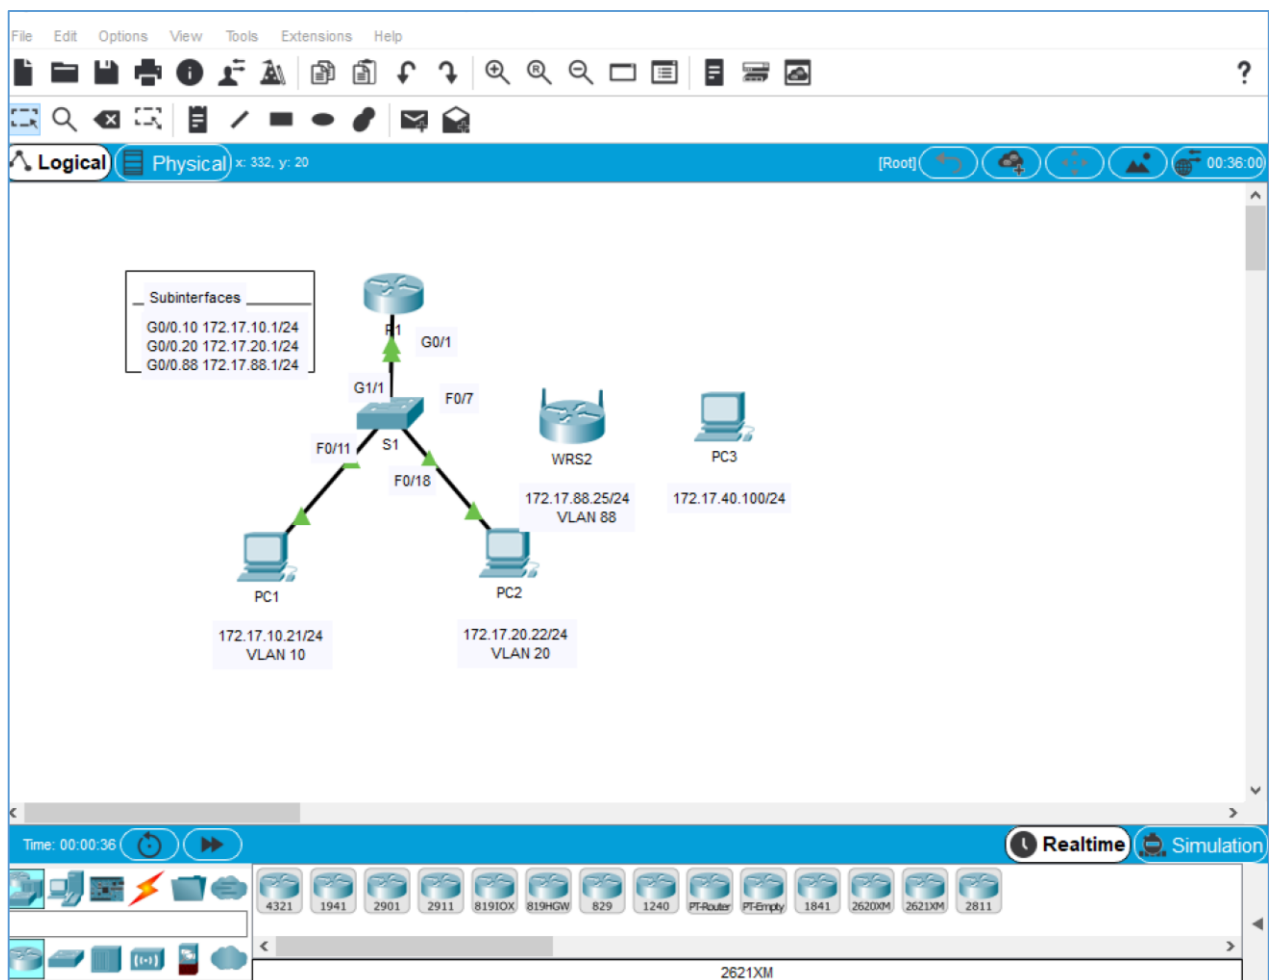 File Edit Options View Tools Extensions Help
?
Logical Physical x: 332, y: 20 [Root] 00:36:00
Subinterfaces
G0/0.10 172.17.10.1/24
G0/0.20 172.17.20.1/24
G0/0.88 172.17.88.1/24
R1
G0/1
G1/1
F0/7
S1
F0/11
F0/18
WRS2
172.17.88.25/24
VLAN 88
PC3
172.17.40.100/24
PC1
172.17.10.21/24
VLAN 10
PC2
172.17.20.22/24
VLAN 20
Time: 00:00:36 Realtime Simulation
4321 1941 2901 2911 819IOX 819HGW 829 1240 PT-Router PT-Empty 1841 2620XM 2621XM 2811
2621XM